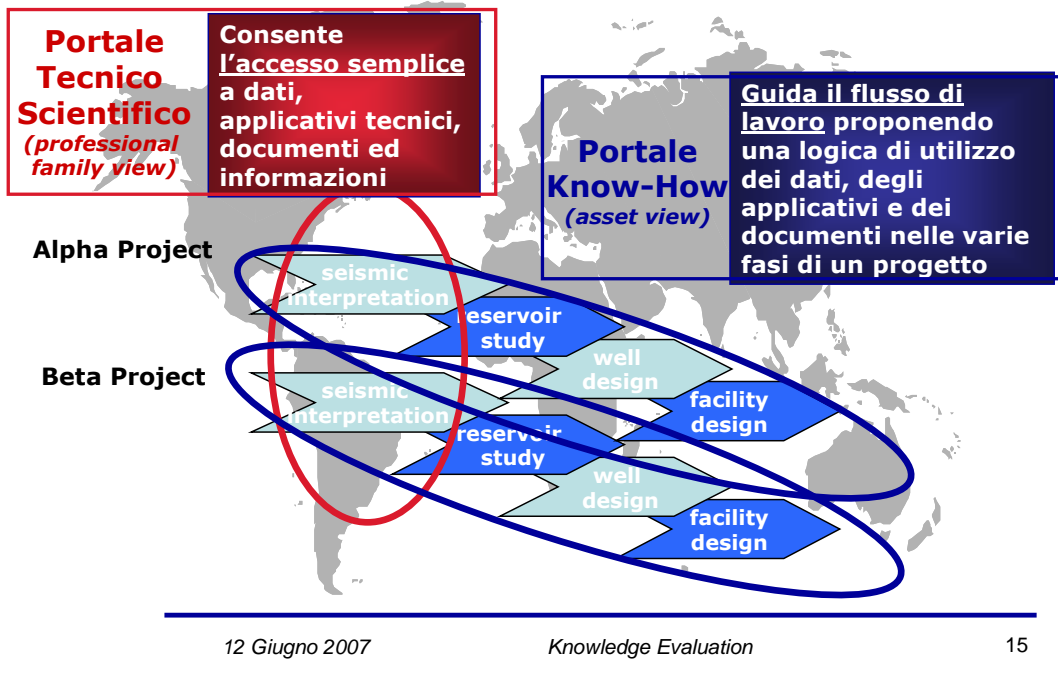 Portale
Tecnico
Scientifico
(professional
family view)
Consente
l'accesso semplice
a dati,
applicativi tecnici,
documenti ed
informazioni
Portale
Know-How
(asset view)
Guida il flusso di
lavoro proponendo
una logica di utilizzo
dei dati, degli
applicativi e dei
documenti nelle varie
fasi di un progetto
Alpha Project
seismic
interpretation
reservoir
study
well
design
facility
design
Beta Project
seismic
interpretation
reservoir
study
well
design
facility
design
12 Giugno 2007
Knowledge Evaluation
15